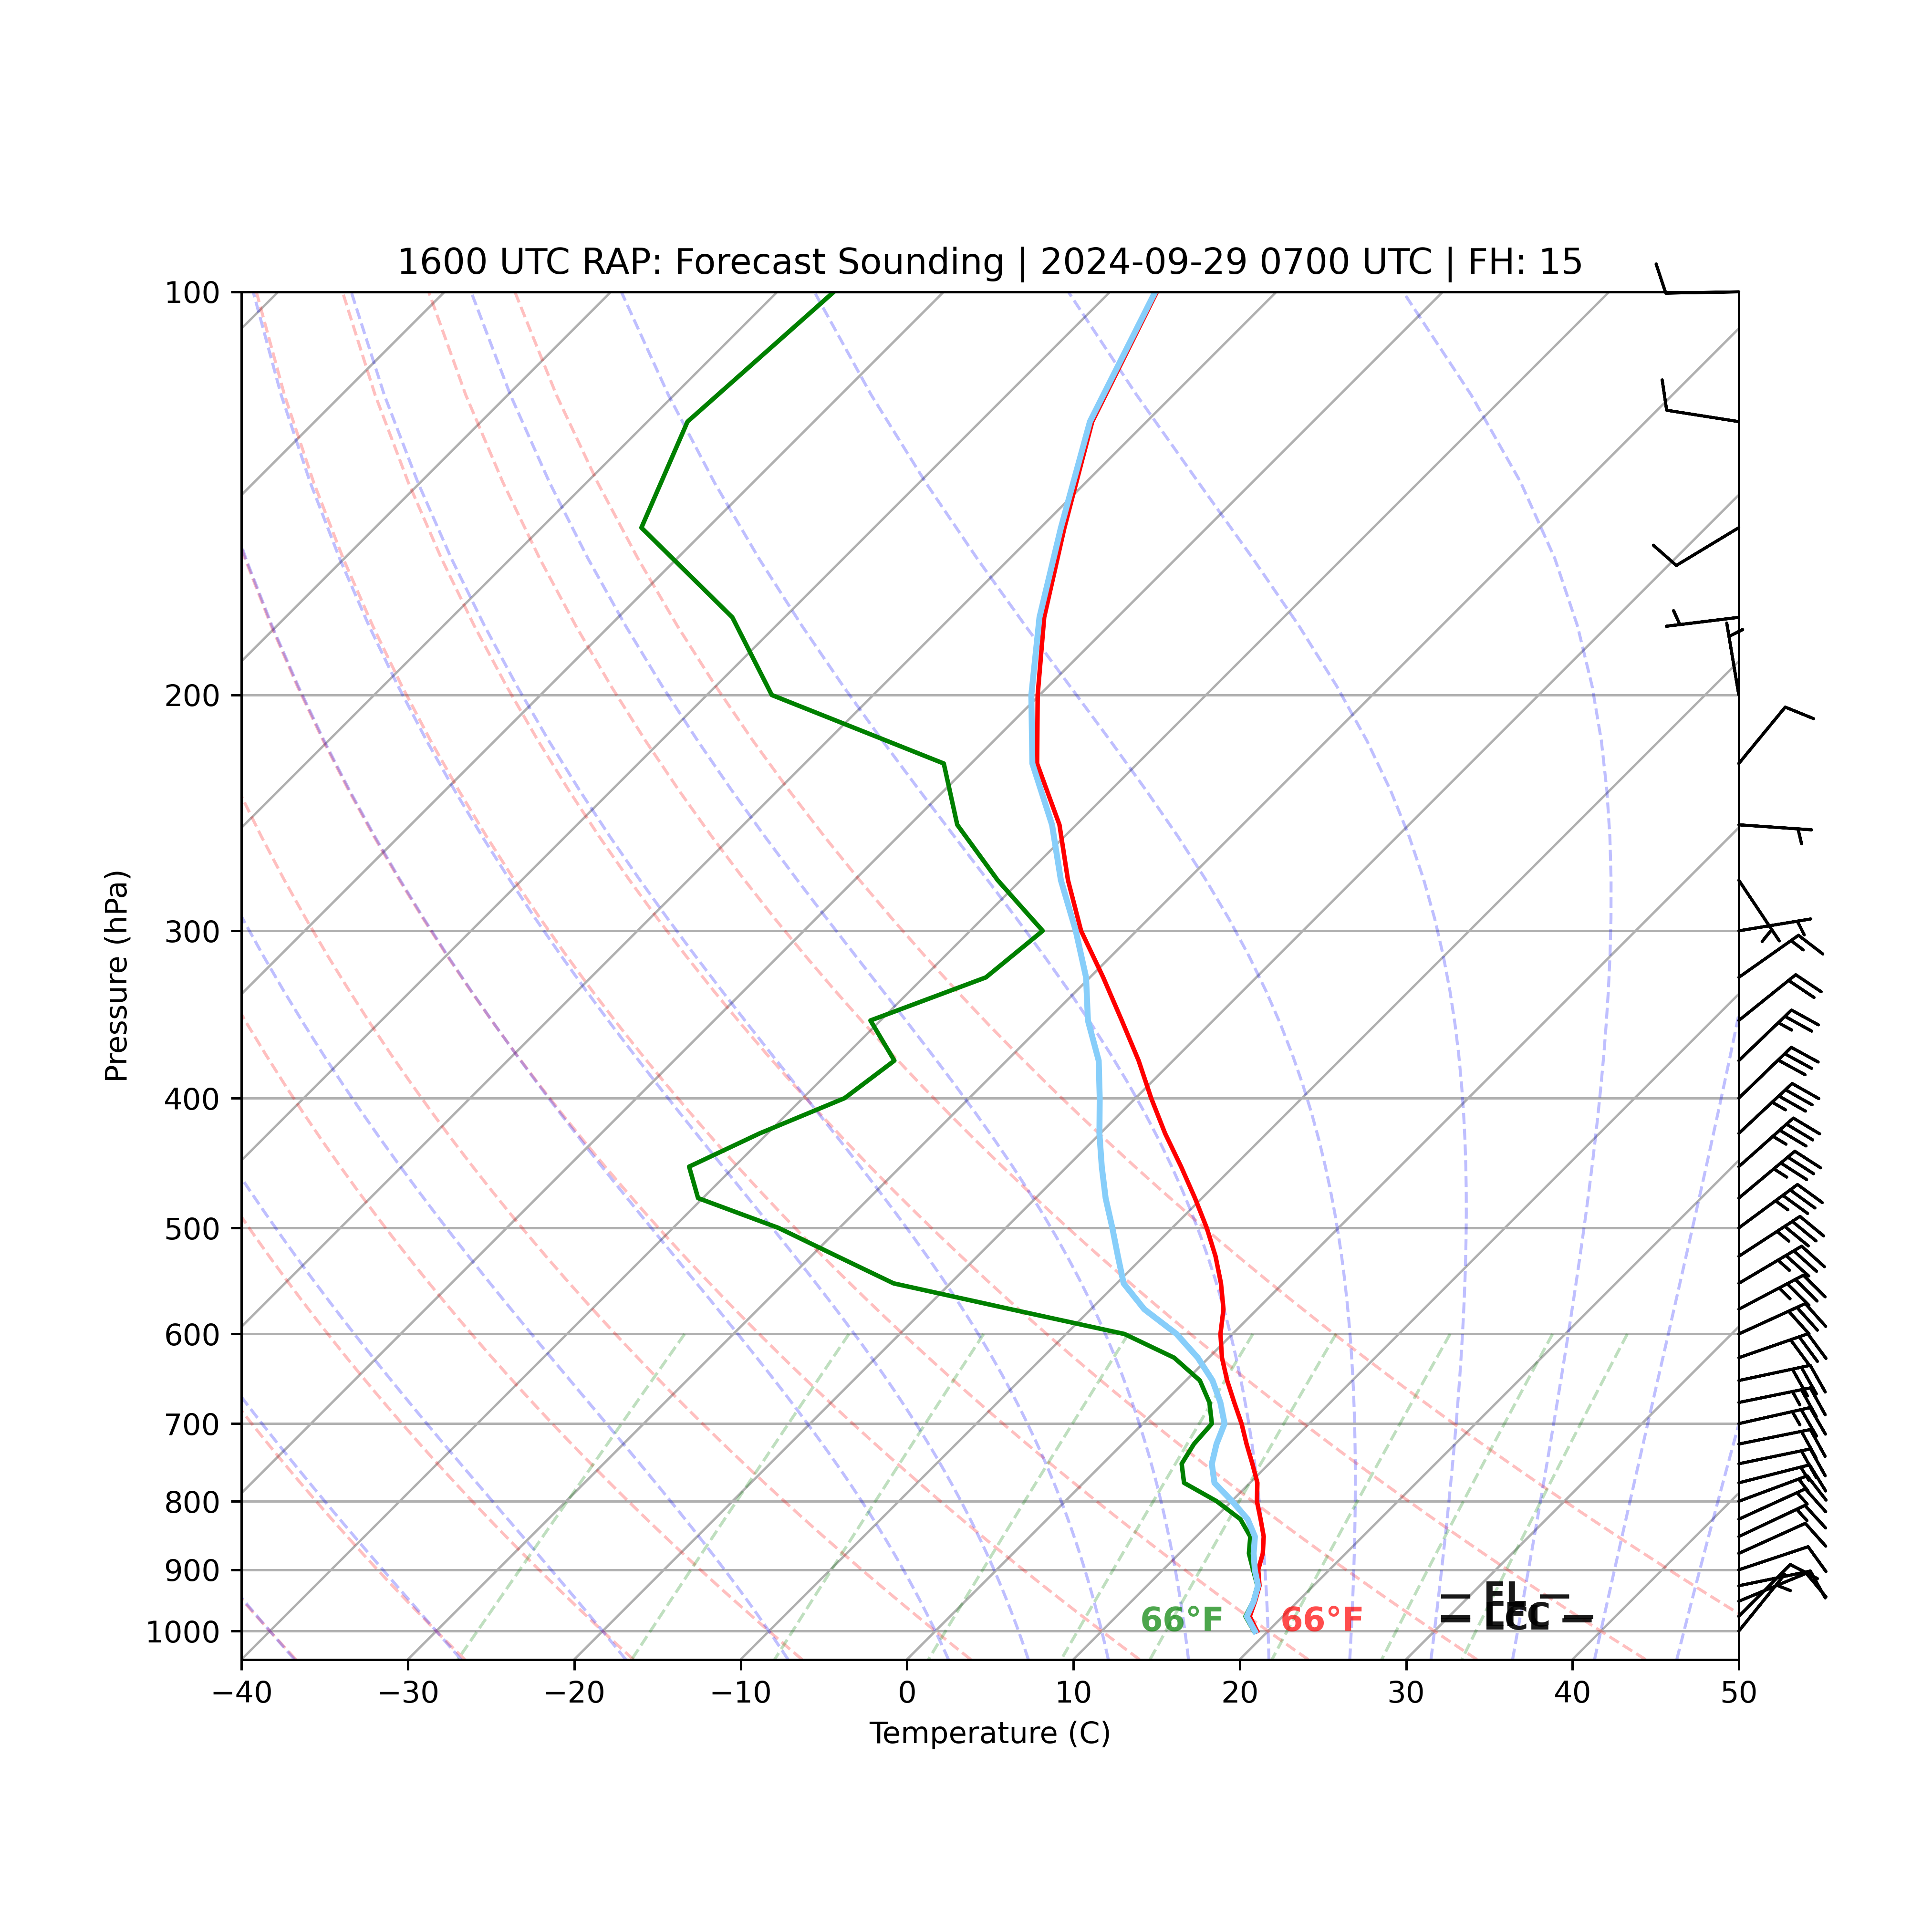 1600 UTC RAP: Forecast Sounding | 2024-09-29 0700 UTC | FH: 15
100
200
300
400
500
600
700
800
900
1000
Pressure (hPa)
66°F 66°F
— EL —
−40 −30 −20 −10 0 10 20 30 40 50
Temperature (C)